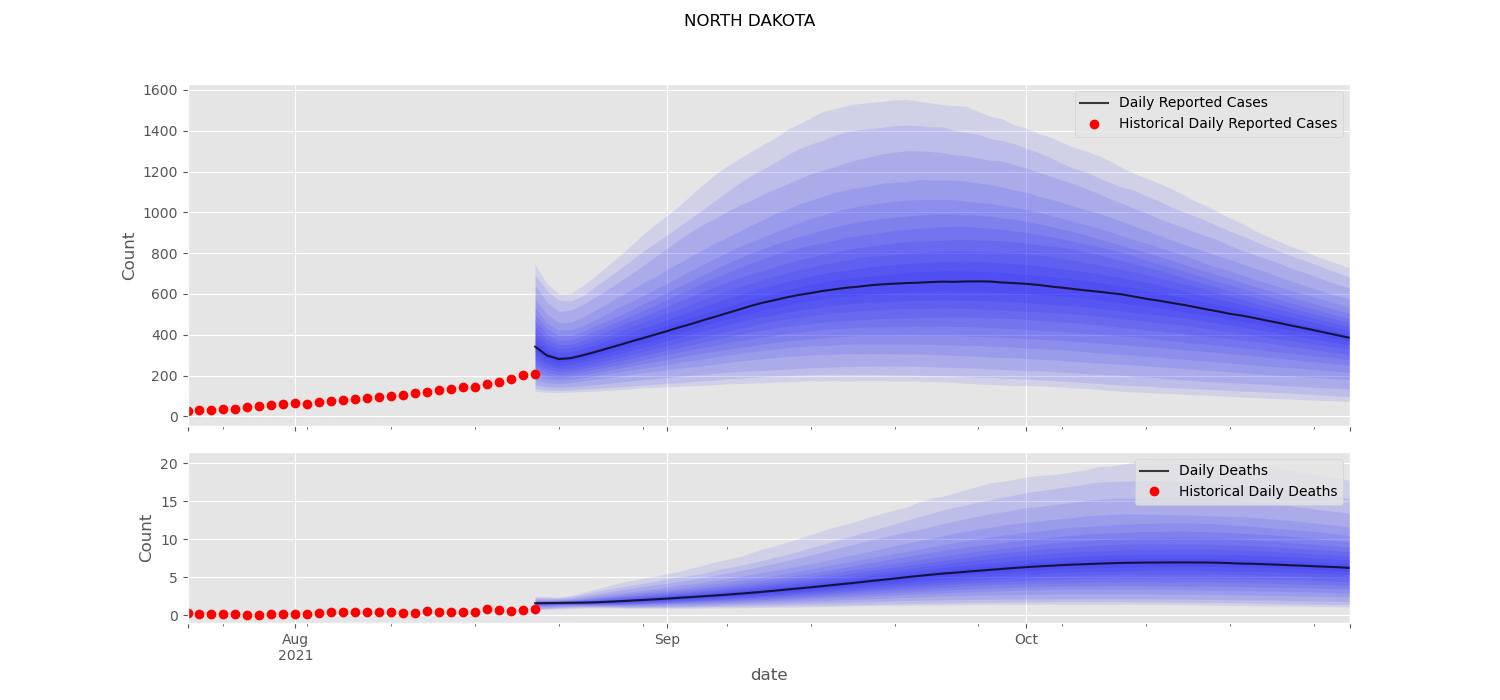 NORTH DAKOTA
1600
1400
1200
1000
800
600
400
200
0
Count
Daily Reported Cases
Historical Daily Reported Cases
20
15
10
5
0
Count
Daily Deaths
Historical Daily Deaths
Aug
2021
Sep
Oct
date